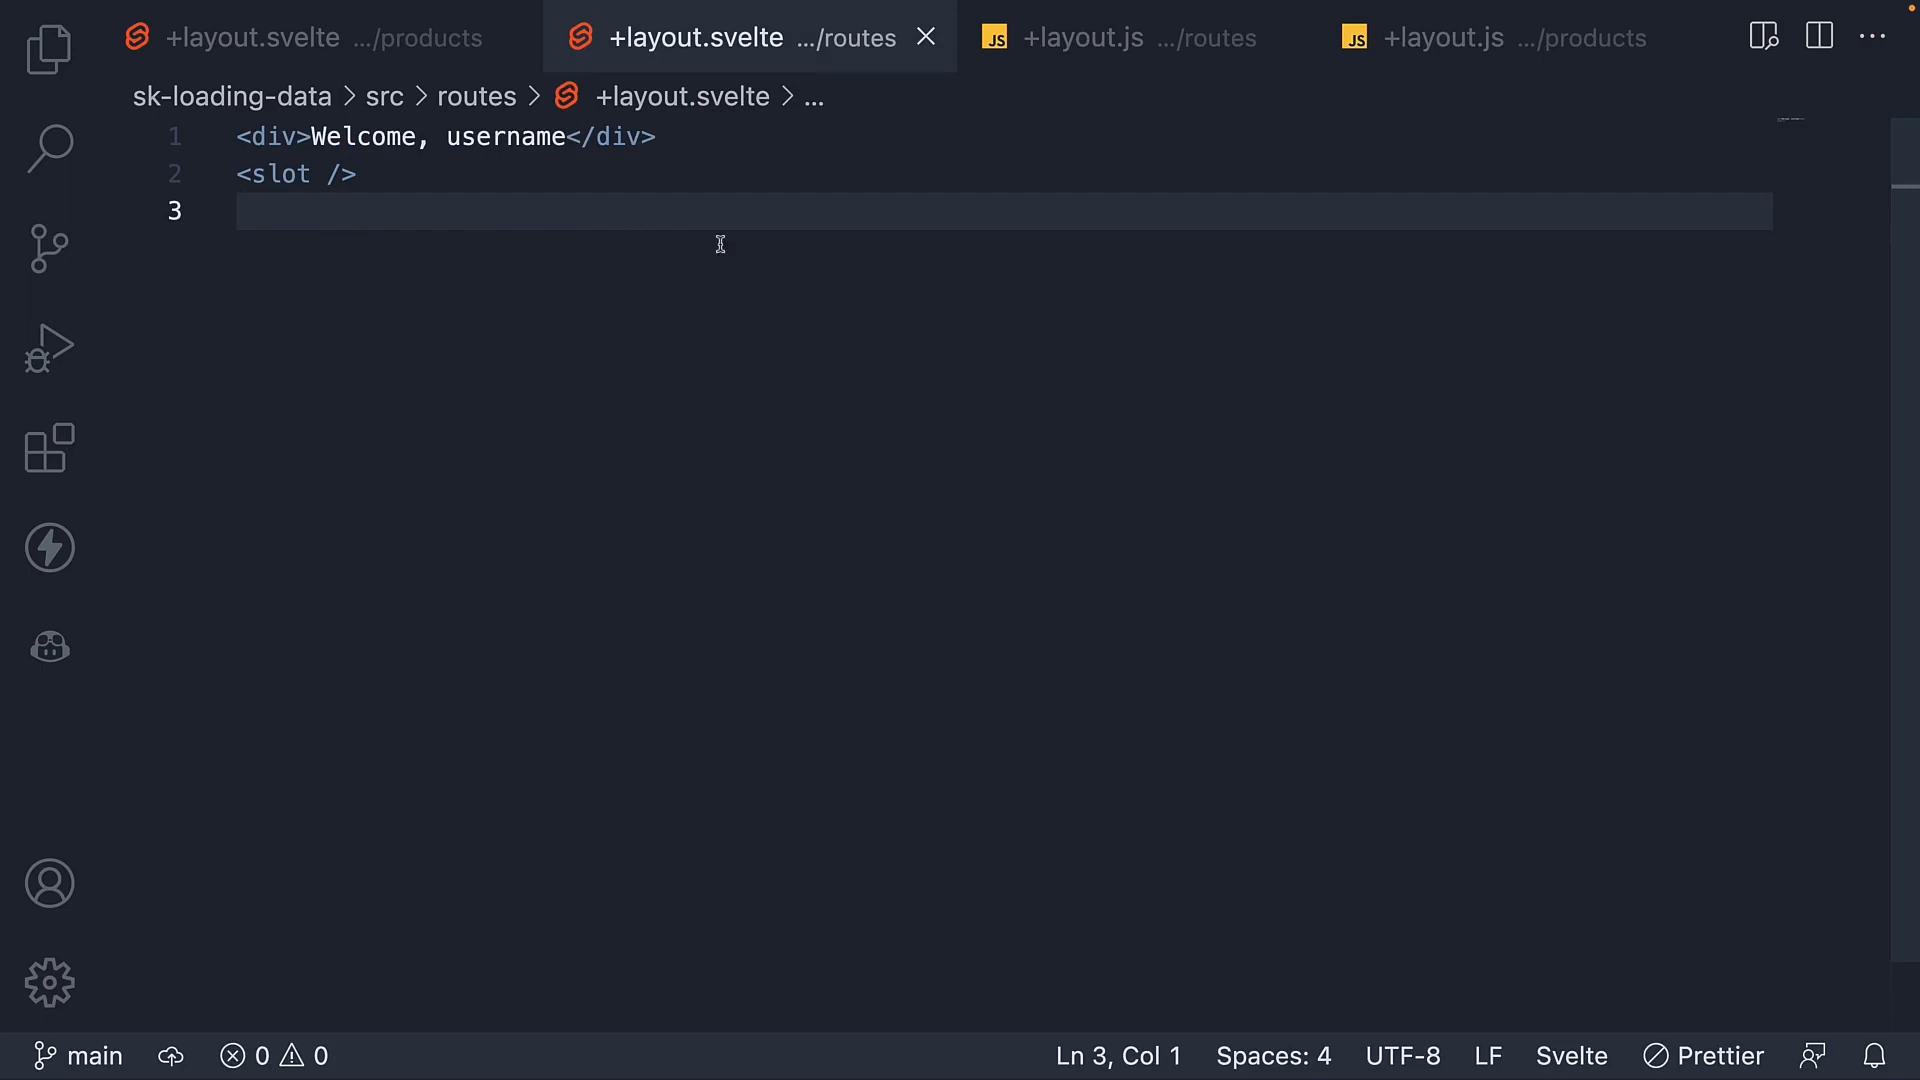 +layout.svelte .../products
+layout.svelte .../routes
JS +layout.js .../routes
JS +layout.js .../products
sk-loading-data > src > routes > +layout.svelte > ...
1 <div>Welcome, username</div>
2 <slot />
3
main 0 0 Ln 3, Col 1 Spaces: 4 UTF-8 LF Svelte Prettier